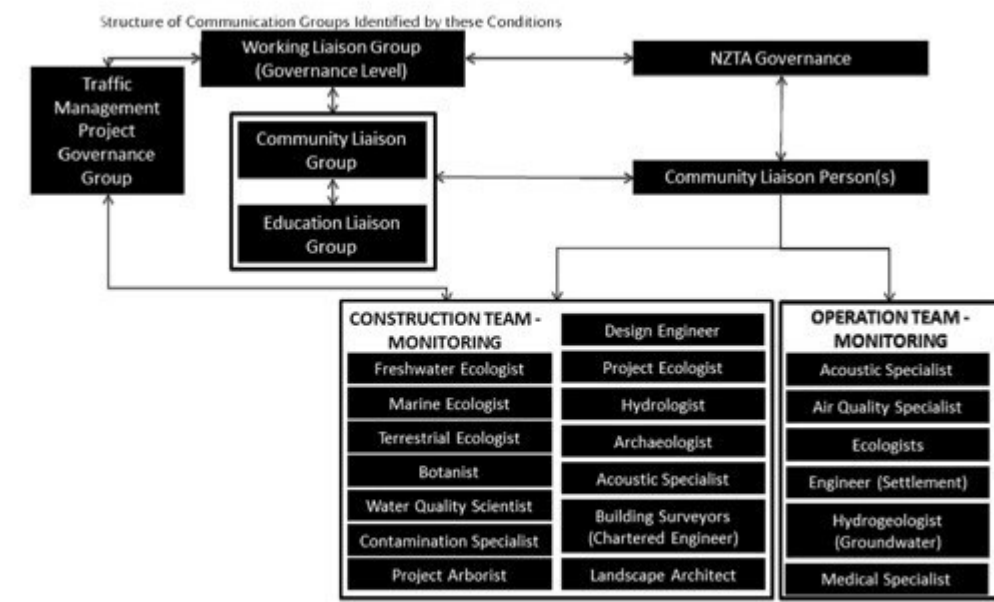 Structure of Communication Groups Identified by these Conditions
Working Liaison Group
(Governance Level)
NZTA Governance
Traffic
Management
Project
Governance
Group
Community Liaison
Group
Community Liaison Person(s)
Education Liaison
Group
CONSTRUCTION TEAM -
MONITORING
Freshwater Ecologist
Marine Ecologist
Terrestrial Ecologist
Botanist
Water Quality Scientist
Contamination Specialist
Project Arborist
Design Engineer
Project Ecologist
Hydrologist
Archaeologist
Acoustic Specialist
Building Surveyors
(Chartered Engineer)
Landscape Architect
OPERATION TEAM -
MONITORING
Acoustic Specialist
Air Quality Specialist
Ecologists
Engineer (Settlement)
Hydrogeologist
(Groundwater)
Medical Specialist